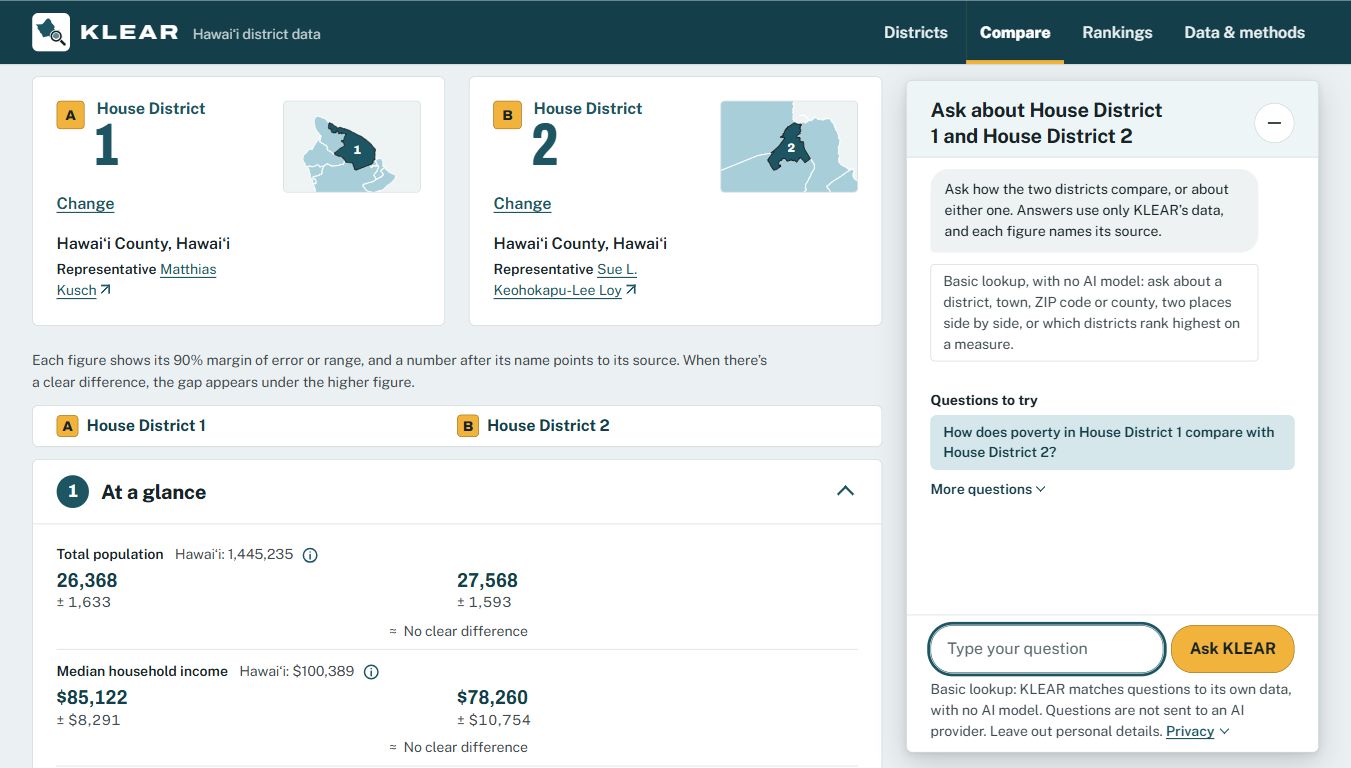 KLEAR Hawaiʻi district data
Districts
Compare
Rankings
Data & methods
A
House District
1
1
Change
Hawaiʻi County, Hawaiʻi
Representative Matthias
Kusch
B
House District
2
2
Change
Hawaiʻi County, Hawaiʻi
Representative Sue L.
Keohokapu-Lee Loy
Each figure shows its 90% margin of error or range, and a number after its name points to its source. When there’s
a clear difference, the gap appears under the higher figure.
A House District 1
B House District 2
1 At a glance
Total population Hawaiʻi: 1,445,235
26,368 27,568
± 1,633 ± 1,593
≈ No clear difference
Median household income Hawaiʻi: $100,389
$85,122 $78,260
± $8,291 ± $10,754
≈ No clear difference
Ask about House District
1 and House District 2
Ask how the two districts compare, or about
either one. Answers use only KLEAR’s data,
and each figure names its source.
Basic lookup, with no AI model: ask about a
district, town, ZIP code or county, two places
side by side, or which districts rank highest on
a measure.
Questions to try
How does poverty in House District 1 compare with
House District 2?
More questions
Type your question
Ask KLEAR
Basic lookup: KLEAR matches questions to its own data,
with no AI model. Questions are not sent to an AI
provider. Leave out personal details. Privacy